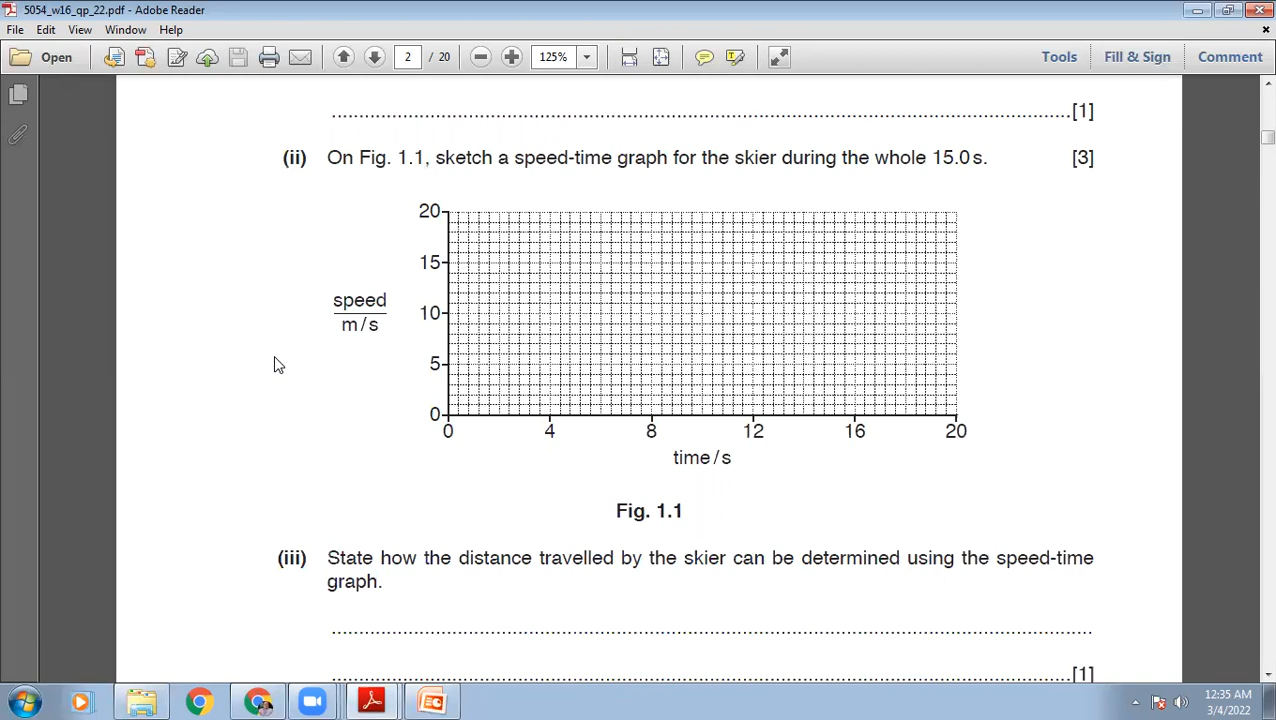 5054_w16_qp_22.pdf - Adobe Reader
File Edit View Window Help
Open 2 / 20 125% Tools Fill & Sign Comment
[1]
(ii) On Fig. 1.1, sketch a speed-time graph for the skier during the whole 15.0 s. [3]
20
15
speed
m / s
10
5
0
0 4 8 12 16 20
time / s
Fig. 1.1
(iii) State how the distance travelled by the skier can be determined using the speed-time
graph.
[1]
12:35 AM
3/4/2022